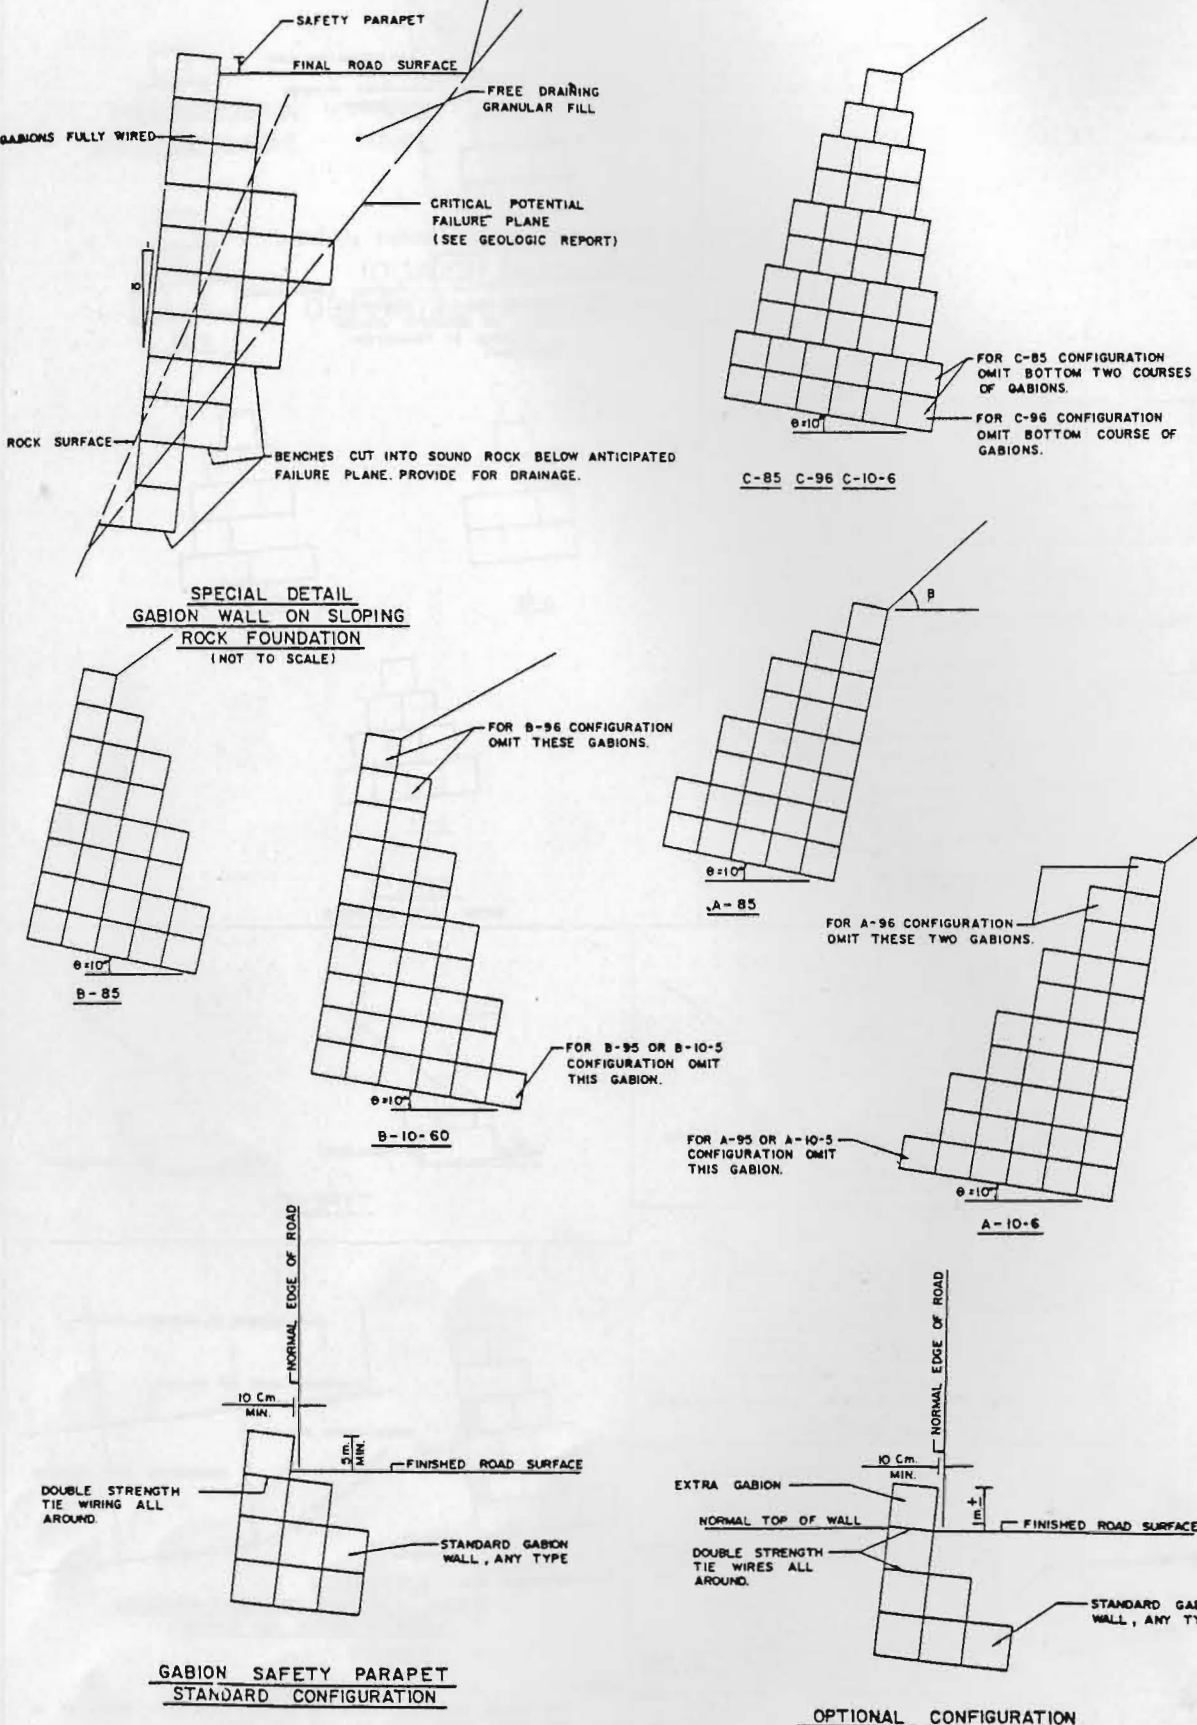 SAFETY PARAPET
FINAL ROAD SURFACE
FREE DRAINING
GRANULAR FILL
GABIONS FULLY WIRED
CRITICAL POTENTIAL
FAILURE PLANE
(SEE GEOLOGIC REPORT)
1
10
ROCK SURFACE
BENCHES CUT INTO SOUND ROCK BELOW ANTICIPATED
FAILURE PLANE. PROVIDE FOR DRAINAGE.
SPECIAL DETAIL
GABION WALL ON SLOPING
ROCK FOUNDATION
(NOT TO SCALE)
FOR C-85 CONFIGURATION
OMIT BOTTOM TWO COURSES
OF GABIONS.
FOR C-96 CONFIGURATION
OMIT BOTTOM COURSE OF
GABIONS.
θ=10°
C-85 C-96 C-10-6
B
θ=10°
A-85
θ=10°
B-85
FOR B-96 CONFIGURATION
OMIT THESE GABIONS.
FOR B-95 OR B-10-5
CONFIGURATION OMIT
THIS GABION.
θ=10°
B-10-60
FOR A-96 CONFIGURATION
OMIT THESE TWO GABIONS.
FOR A-95 OR A-10-5
CONFIGURATION OMIT
THIS GABION.
θ=10°
A-10-6
NORMAL EDGE OF ROAD
10 Cm
MIN.
.5m.
MIN.
FINISHED ROAD SURFACE
DOUBLE STRENGTH
TIE WIRING ALL
AROUND.
STANDARD GABION
WALL, ANY TYPE
GABION SAFETY PARAPET
STANDARD CONFIGURATION
NORMAL EDGE OF ROAD
10 Cm.
MIN.
EXTRA GABION
1m ±
NORMAL TOP OF WALL
FINISHED ROAD SURFACE
DOUBLE STRENGTH
TIE WIRES ALL
AROUND.
STANDARD GAB
WALL, ANY TY
OPTIONAL CONFIGURATION